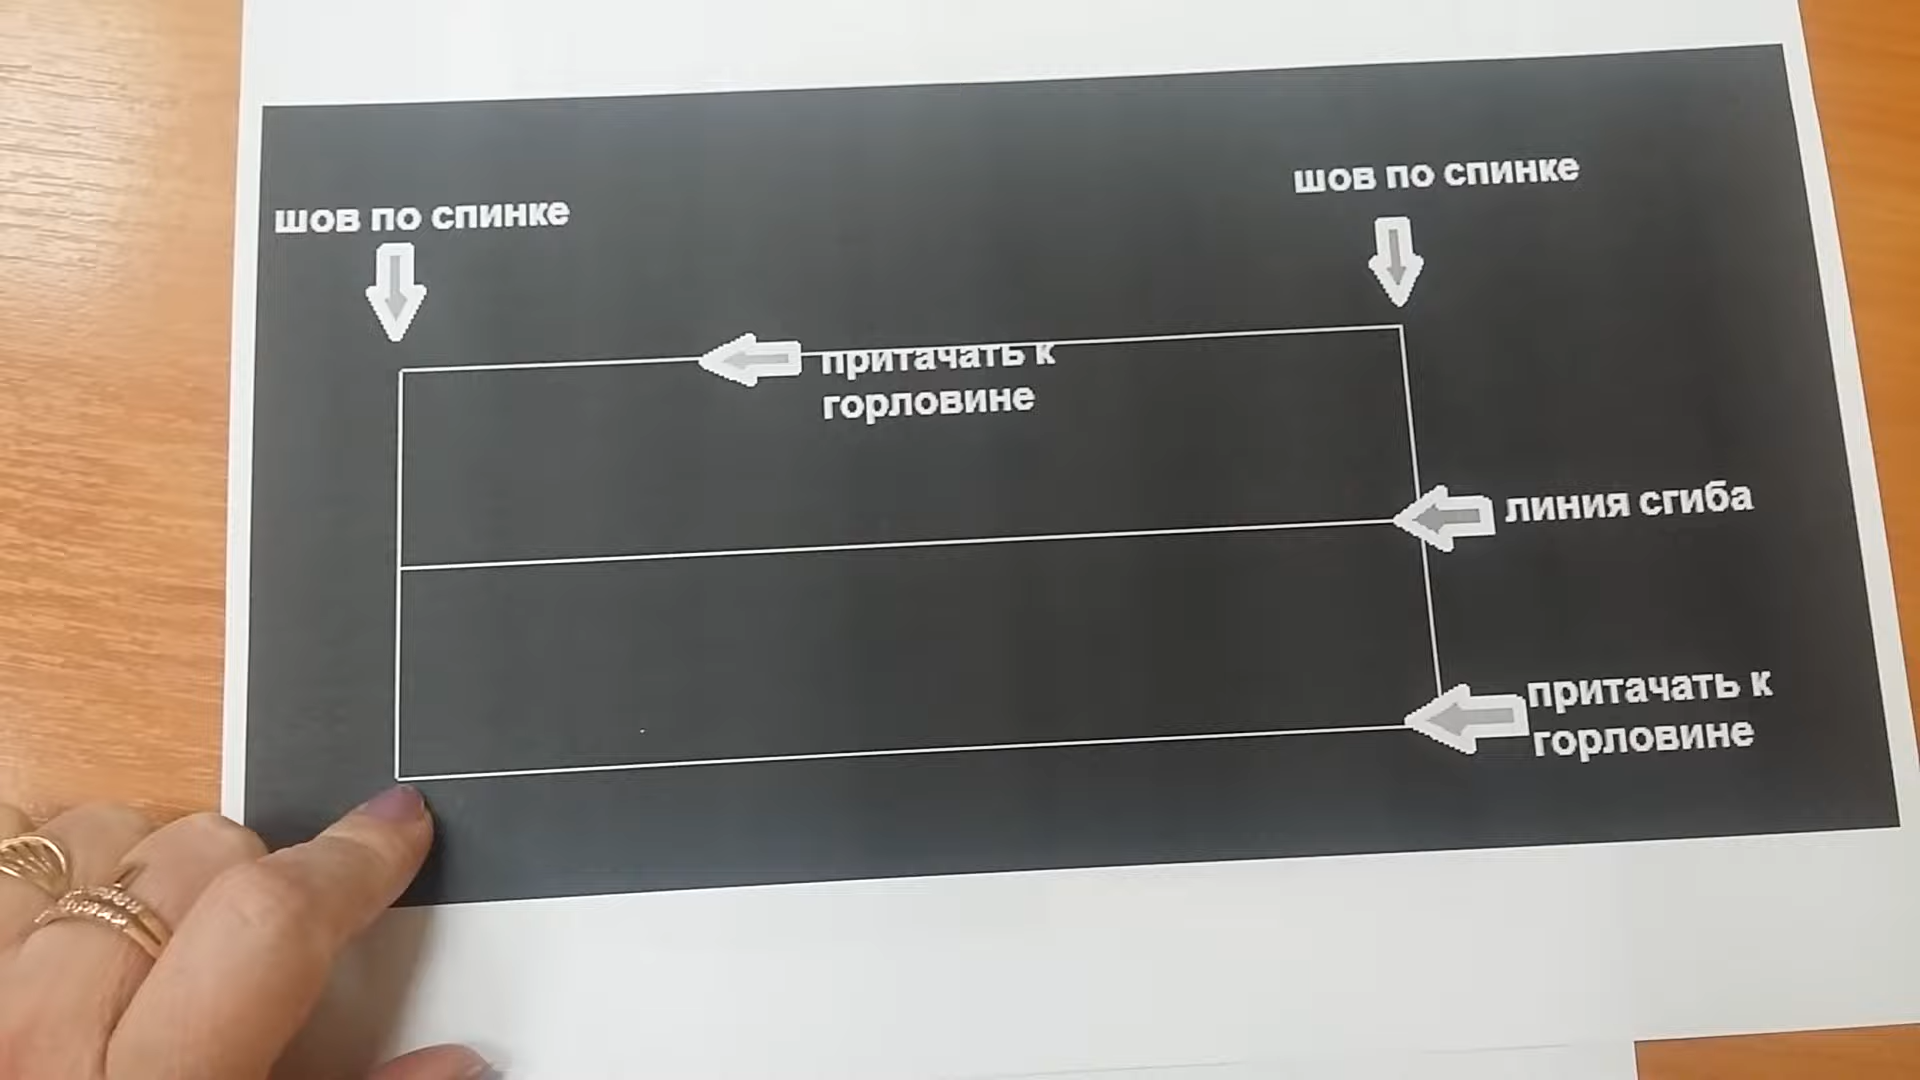 шов по спинке
шов по спинке
притачать к
горловине
линия сгиба
притачать к
горловине